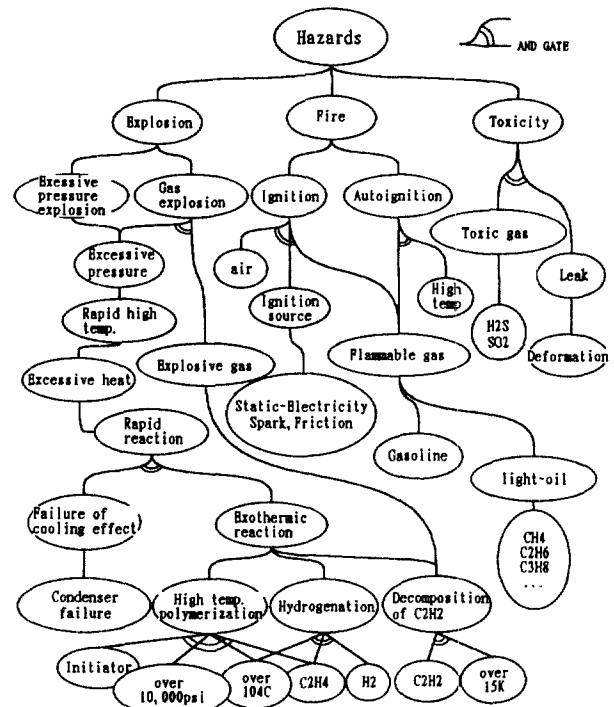 Hazards
AND GATE
Explosion
Fire
Toxicity
Exessive
pressure
explosion
Gas
explosion
Ignition
Autoignition
Toxic gas
Leak
Excessive
pressure
air
Ignition
source
High
temp
H2S
SO2
Deformation
Rapid high
temp.
Explosive gas
Flammable gas
Excessive heat
Static-Electricity
Spark, Friction
Gasoline
light-oil
Rapid
reaction
Failure of
cooling effect
Exothermic
reaction
CH4
C2H6
C3H8
...
Condenser
failure
High temp.
polymerization
Hydrogenation
Decomposition
of C2H2
Initiator
over
10,000psi
over
104C
C2H4
H2
C2H2
over
15K